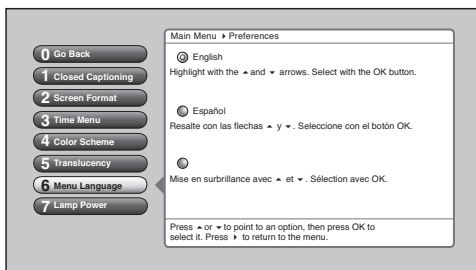 Main Menu ▸ Preferences
0 Go Back
1 Closed Captioning
2 Screen Format
3 Time Menu
4 Color Scheme
5 Translucency
6 Menu Language
7 Lamp Power
English
Highlight with the ▲ and ▼ arrows. Select with the OK button.
Español
Resalte con las flechas ▲ y ▼. Seleccione con el botón OK.
Mise en surbrillance avec ▲ et ▼. Sélection avec OK.
Press ▲ or ▼ to point to an option, then press OK to
select it. Press ▸ to return to the menu.